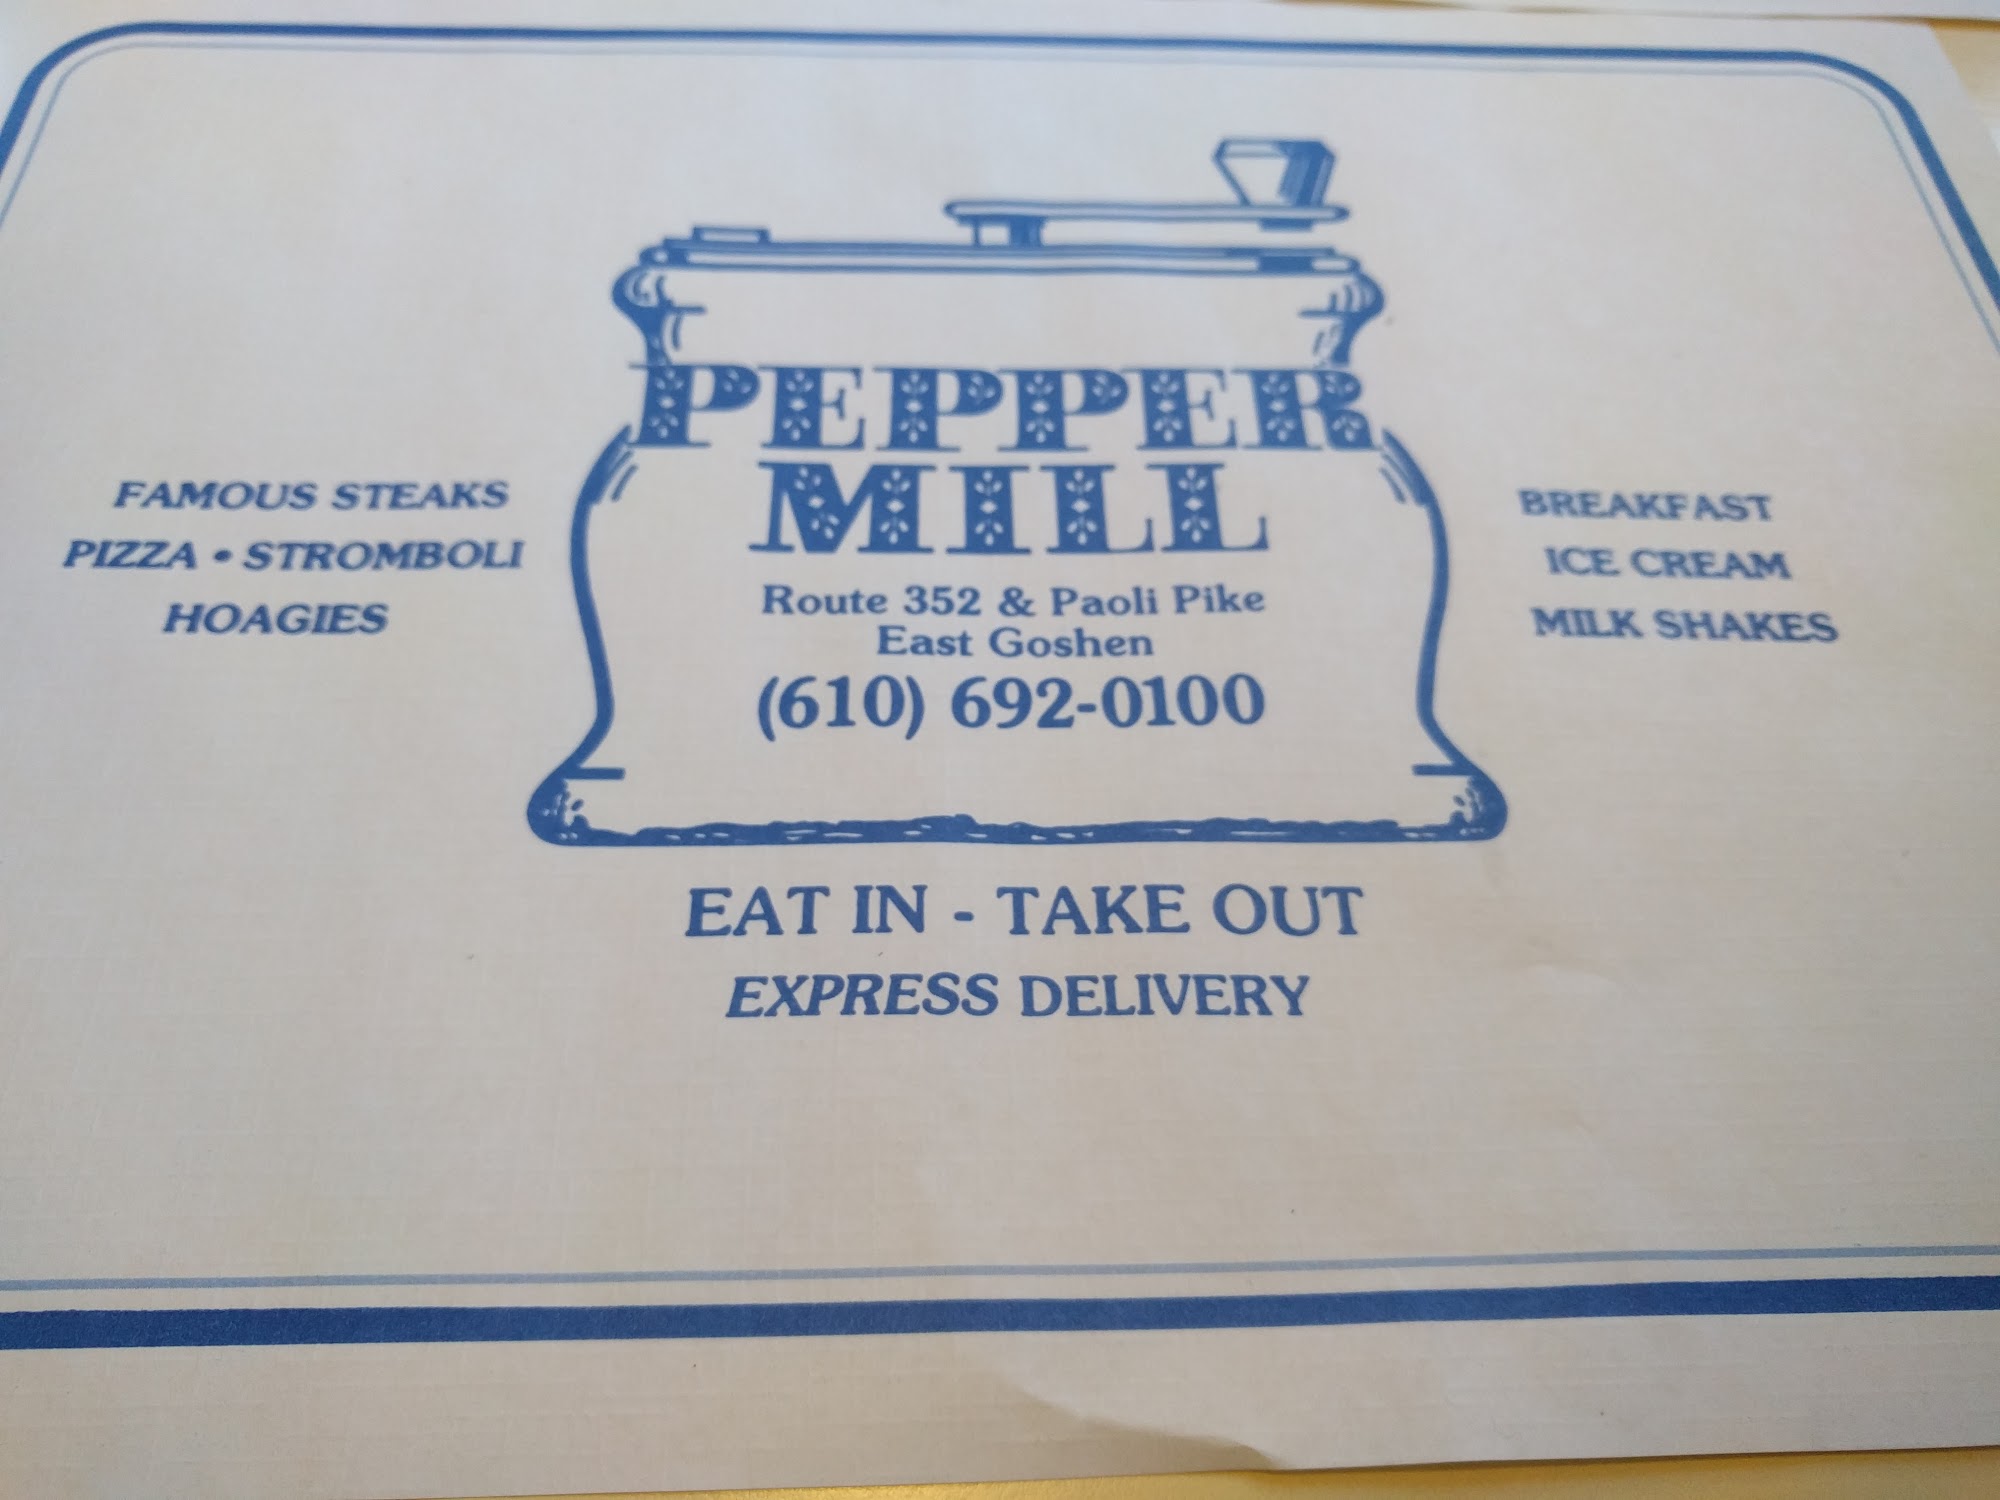 PEPPER
MILL
Route 352 & Paoli Pike
East Goshen
(610) 692-0100
FAMOUS STEAKS
PIZZA • STROMBOLI
HOAGIES
BREAKFAST
ICE CREAM
MILK SHAKES
EAT IN - TAKE OUT
EXPRESS DELIVERY